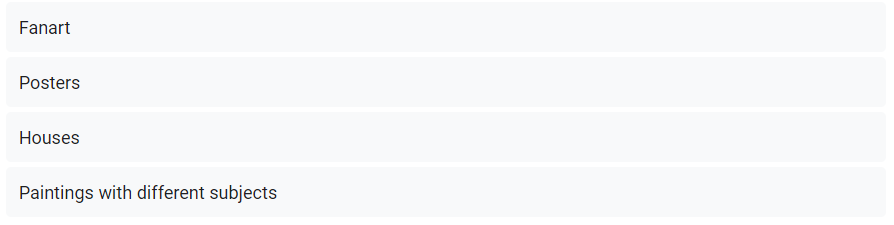 Fanart
Posters
Houses
Paintings with different subjects